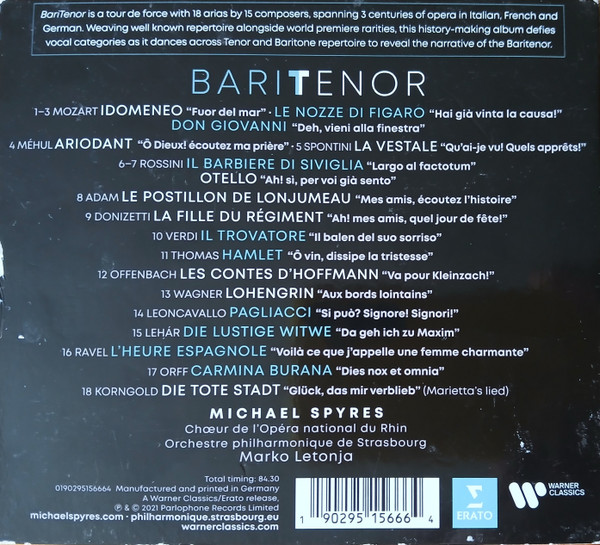 BariTenor is a tour de force with 18 arias by 15 composers, spanning 3 centuries of opera in Italian, French and
German. Weaving well known repertoire alongside world premiere rarities, this history-making album defies
vocal categories as it dances across Tenor and Baritone repertoire to reveal the narrative of the Baritenor.
BARITENOR
1–3 MOZART IDOMENEO “Fuor del mar” · LE NOZZE DI FIGARO “Hai già vinta la causa!”
DON GIOVANNI “Deh, vieni alla finestra”
4 MÉHUL ARIODANT “Ô Dieux! écoutez ma prière” · 5 SPONTINI LA VESTALE “Qu’ai-je vu! Quels apprêts!”
6–7 ROSSINI IL BARBIERE DI SIVIGLIA “Largo al factotum”
OTELLO “Ah! sì, per voi già sento”
8 ADAM LE POSTILLON DE LONJUMEAU “Mes amis, écoutez l’histoire”
9 DONIZETTI LA FILLE DU RÉGIMENT “Ah! mes amis, quel jour de fête!”
10 VERDI IL TROVATORE “Il balen del suo sorriso”
11 THOMAS HAMLET “Ô vin, dissipe la tristesse”
12 OFFENBACH LES CONTES D’HOFFMANN “Va pour Kleinzach!”
13 WAGNER LOHENGRIN “Aux bords lointains”
14 LEONCAVALLO PAGLIACCI “Si può? Signore! Signori!”
15 LEHÁR DIE LUSTIGE WITWE “Da geh ich zu Maxim”
16 RAVEL L’HEURE ESPAGNOLE “Voilà ce que j’appelle une femme charmante”
17 ORFF CARMINA BURANA “Dies nox et omnia”
18 KORNGOLD DIE TOTE STADT “Glück, das mir verblieb” (Marietta’s lied)
MICHAEL SPYRES
Chœur de l’Opéra national du Rhin
Orchestre philharmonique de Strasbourg
Marko Letonja
Total timing: 84.30
0190295156664 Manufactured and printed in Germany
A Warner Classics/Erato release,
℗ & © 2021 Parlophone Records Limited
michaelspyres.com · philharmonique.strasbourg.eu
warnerclassics.com
1 90295 15666 4
ERATO
WARNER
CLASSICS